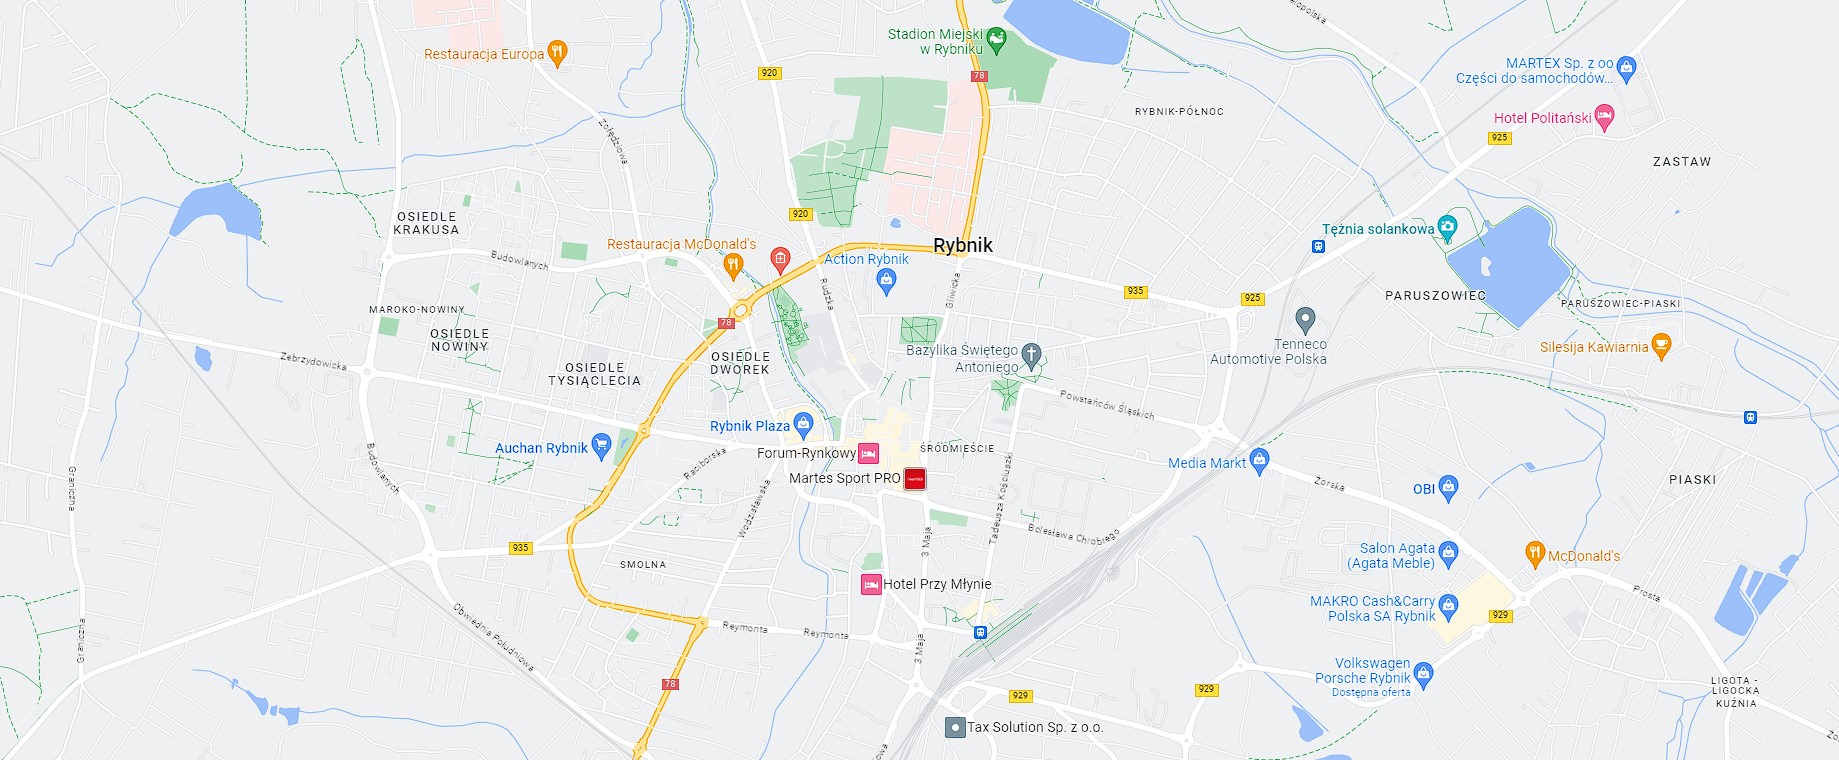 Wielopolska
Stadion Miejski
w Rybniku
Restauracja Europa
MARTEX Sp. z oo
Części do samochodów...
920
78
RYBNIK-PÓŁNOC
Hotel Politański
925
Żołędziowa
ZASTAW
OSIEDLE
KRAKUSA
920
Tężnia solankowa
Restauracja McDonald's
Rybnik
Budowlanych
Action Rybnik
Rudzka
Gliwicka
935
925
PARUSZOWIEC
PARUSZOWIEC-PIASKI
MAROKO-NOWINY
78
OSIEDLE
NOWINY
Tenneco
Automotive Polska
Silesija Kawiarnia
Zebrzydowicka
OSIEDLE
DWOREK
Bazylika Świętego
Antoniego
OSIEDLE
TYSIĄCLECIA
Powstańców Śląskich
Rybnik Plaza
Auchan Rybnik
Forum-Rynkowy
ŚRÓDMIEŚCIE
Raciborska
Media Markt
Budowlanych
Graniczna
Martes Sport PRO
Żorska
OBI
PIASKI
Wodzisławska
Tadeusza Kościuszki
Bolesława Chrobrego
3 Maja
935
SMOLNA
Salon Agata
(Agata Meble)
McDonald's
Hotel Przy Młynie
Prosta
MAKRO Cash&Carry
Polska SA Rybnik
929
Obwiednia Południowa
Graniczna
Reymonta
Reymonta
3 Maja
Volkswagen
Porsche Rybnik
Dostępna oferta
78
929
929
LIGOTA -
LIGOCKA
KUŹNIA
Tax Solution Sp. z o.o.